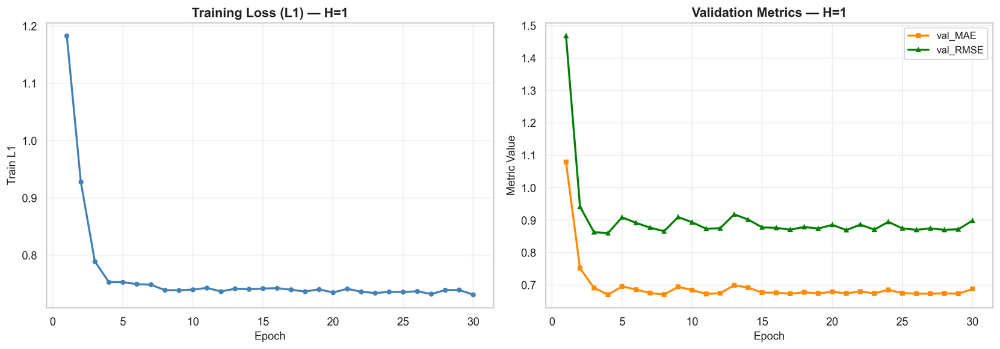 Training Loss (L1) — H=1
1.2
1.1
1.0
0.9
0.8
Train L1
0 5 10 15 20 25 30
Epoch
Validation Metrics — H=1
val_MAE
val_RMSE
1.5
1.4
1.3
1.2
1.1
1.0
0.9
0.8
0.7
Metric Value
0 5 10 15 20 25 30
Epoch